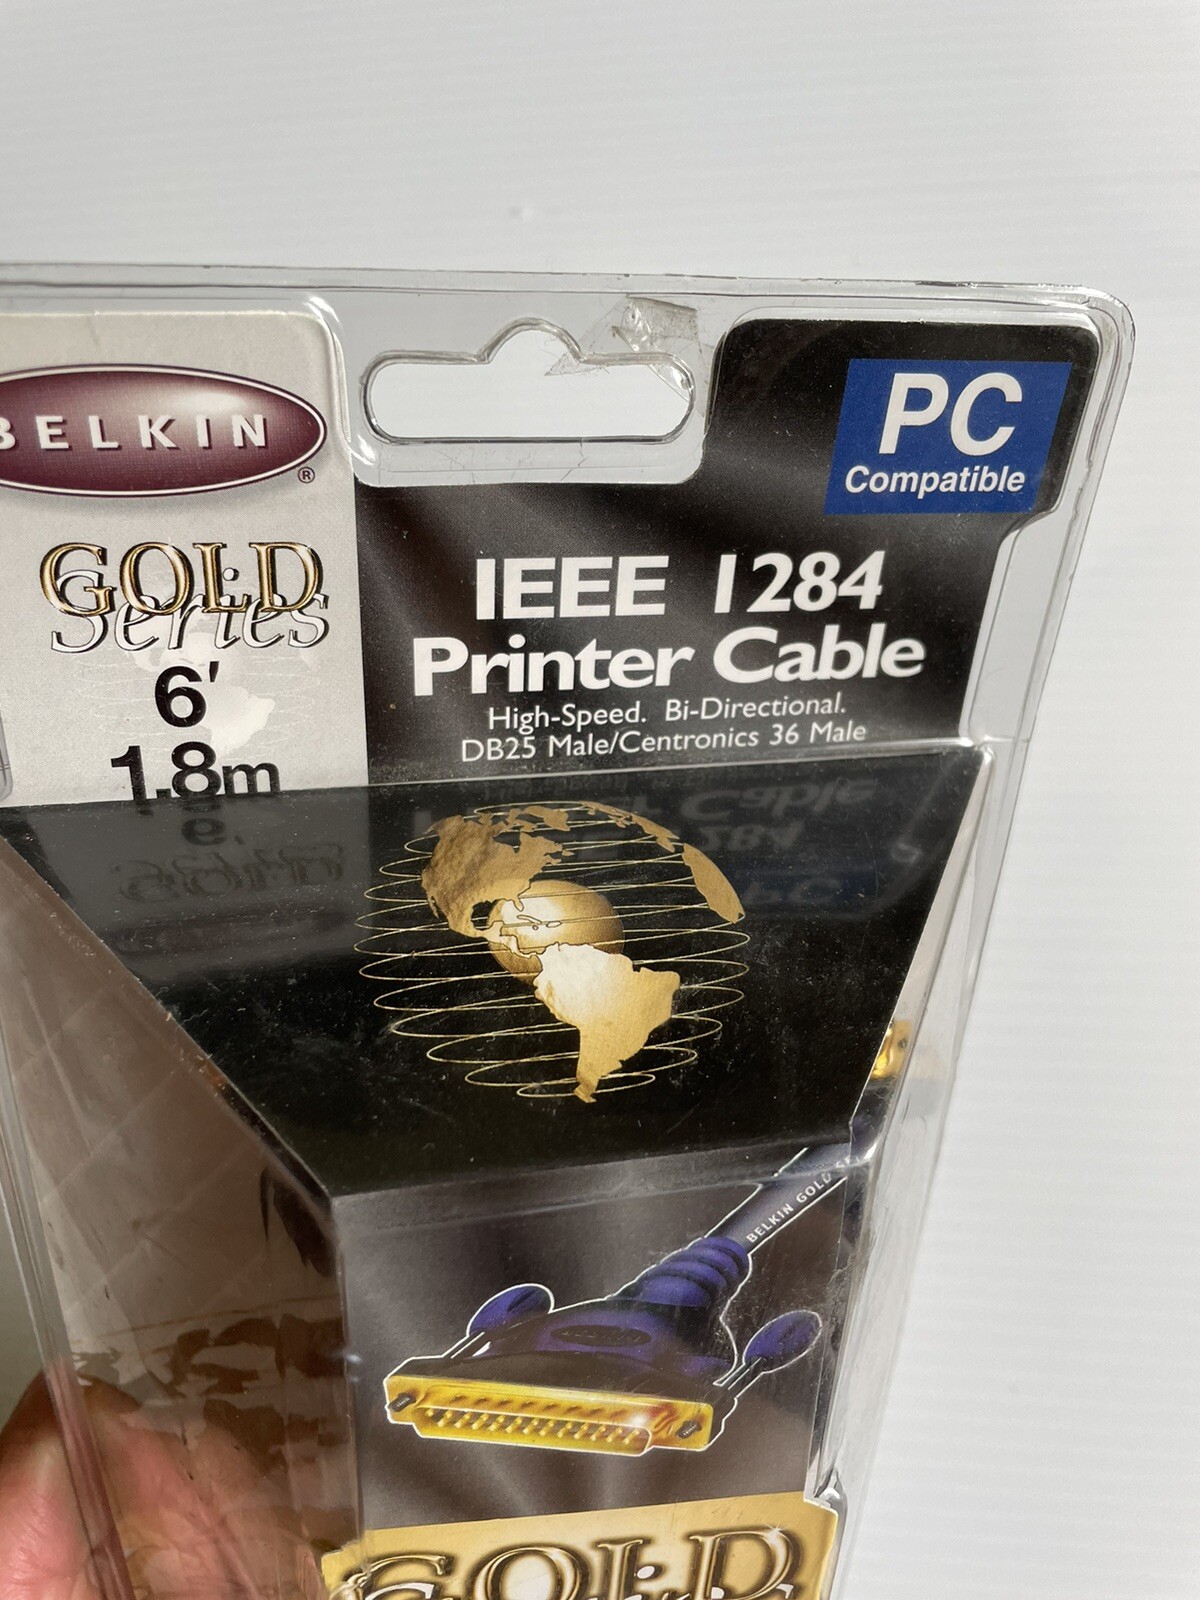 BELKIN
®
GOLD
Series
6'
1.8m
PC
Compatible
IEEE 1284
Printer Cable
High-Speed. Bi-Directional.
DB25 Male/Centronics 36 Male
BELKIN GOLD
GOLD